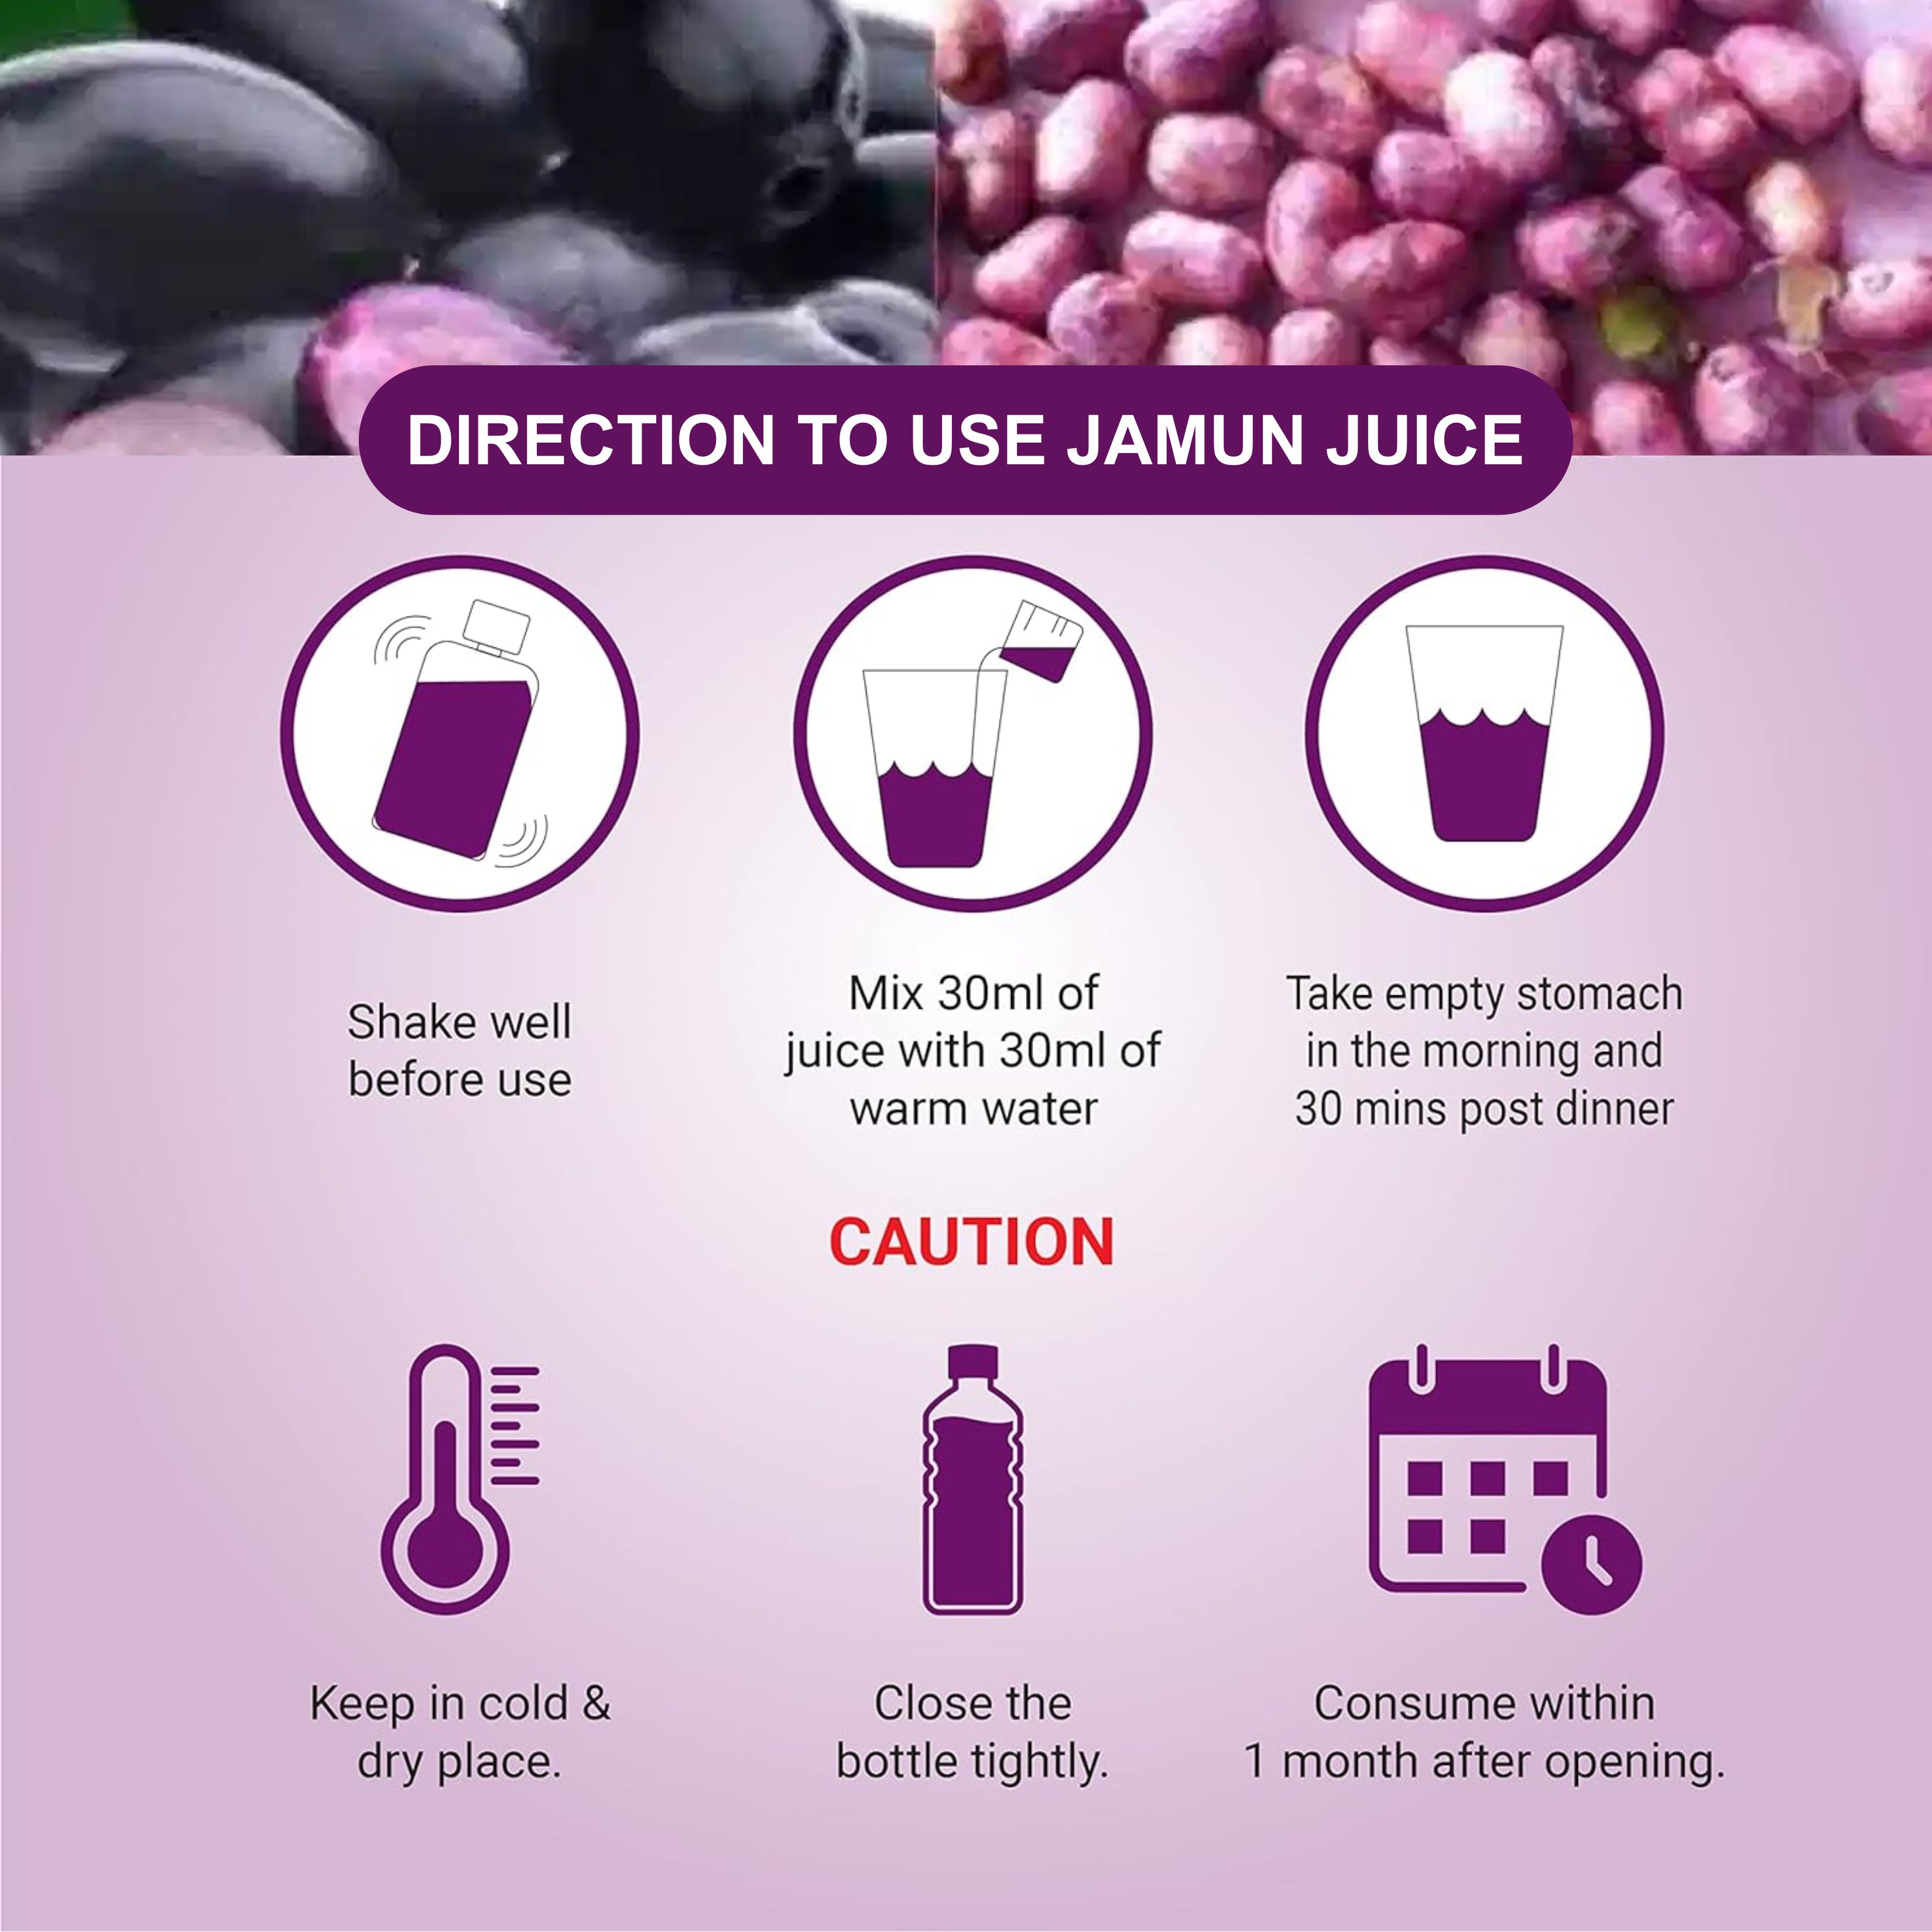 DIRECTION TO USE JAMUN JUICE
Shake well
before use
Mix 30ml of
juice with 30ml of
warm water
Take empty stomach
in the morning and
30 mins post dinner
CAUTION
Keep in cold &
dry place.
Close the
bottle tightly.
Consume within
1 month after opening.